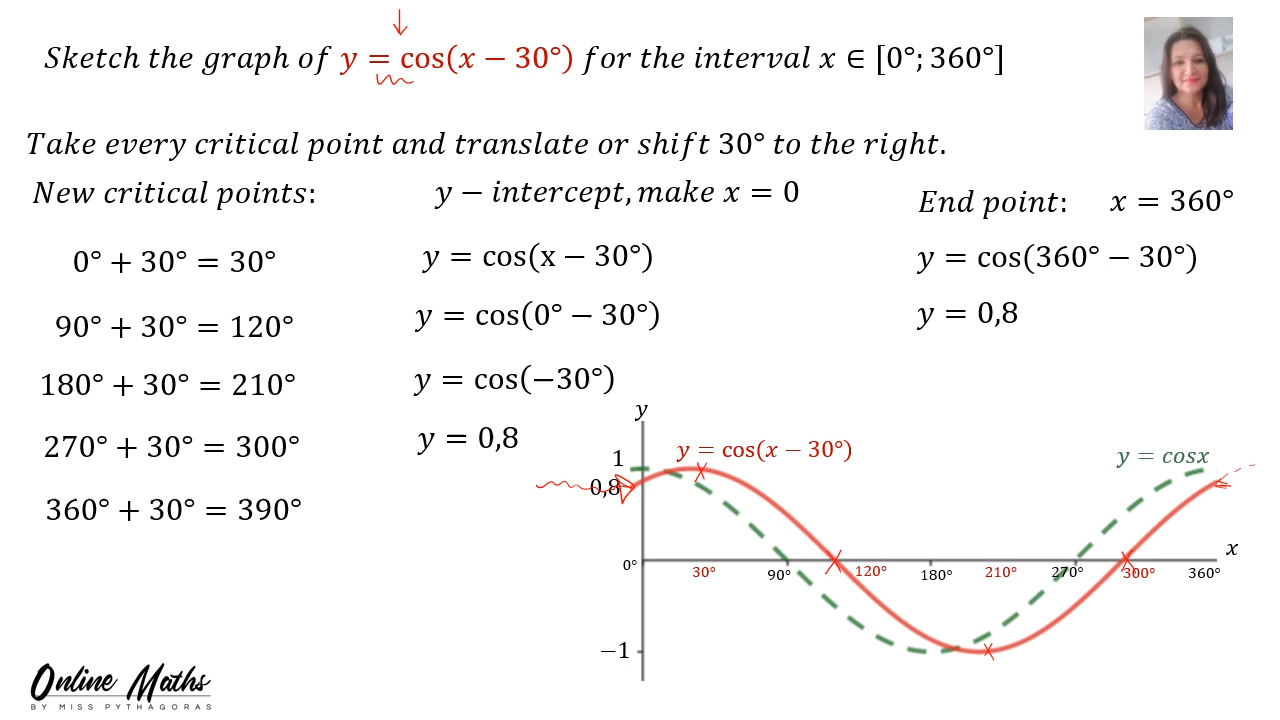 Sketch the graph of y = cos(x − 30°) for the interval x ∈ [0°; 360°]
Take every critical point and translate or shift 30° to the right.
New critical points:
0° + 30° = 30°
90° + 30° = 120°
180° + 30° = 210°
270° + 30° = 300°
360° + 30° = 390°
y − intercept, make x = 0
y = cos(x − 30°)
y = cos(0° − 30°)
y = cos(−30°)
y = 0,8
End point: x = 360°
y = cos(360° − 30°)
y = 0,8
y
y = cos(x − 30°)
y = cosx
1
0,8
x
0° 30° 90° 120° 180° 210° 270° 300° 360°
−1
Online Maths
BY MISS PYTHAGORAS